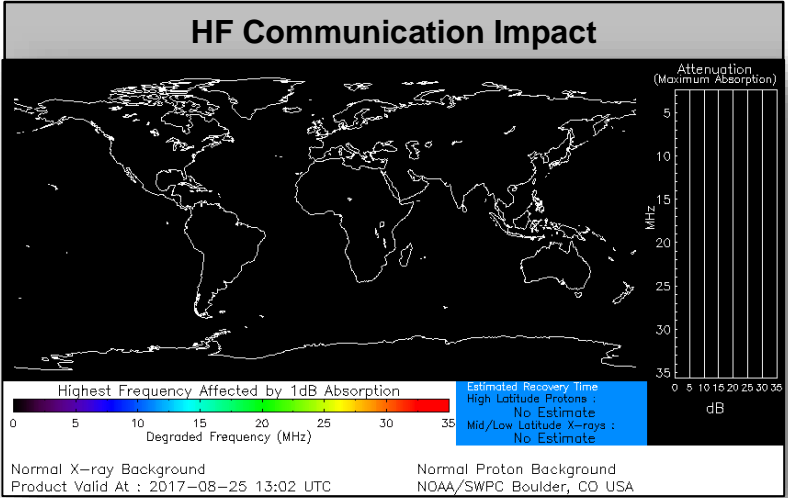 HF Communication Impact
Attenuation
(Maximum Absorption)
5
10
15
20
25
30
35
MHz
0 5 10 15 20 25 30 35
dB
Highest Frequency Affected by 1dB Absorption
0 5 10 15 20 25 30 35
Degraded Frequency (MHz)
Estimated Recovery Time
High Latitude Protons :
No Estimate
Mid/Low Latitude X-rays :
No Estimate
Normal X-ray Background
Normal Proton Background
Product Valid At : 2017-08-25 13:02 UTC
NOAA/SWPC Boulder, CO USA